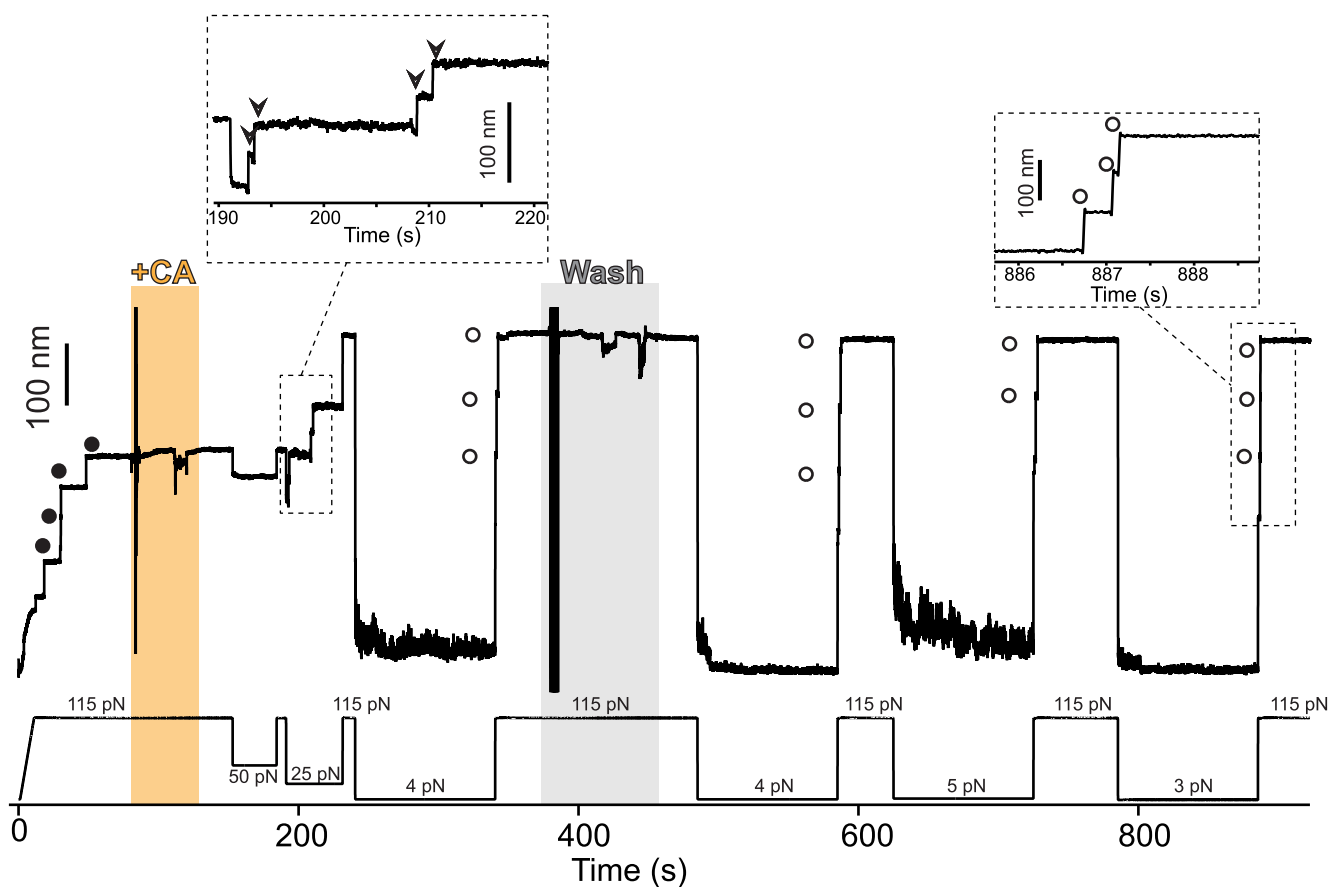 100 nm
190 200 210 220
Time (s)
100 nm
886 887 888
Time (s)
+CA
Wash
100 nm
115 pN 115 pN 115 pN 115 pN 115 pN 115 pN
50 pN 25 pN 4 pN 4 pN 5 pN 3 pN
0 200 400 600 800
Time (s)